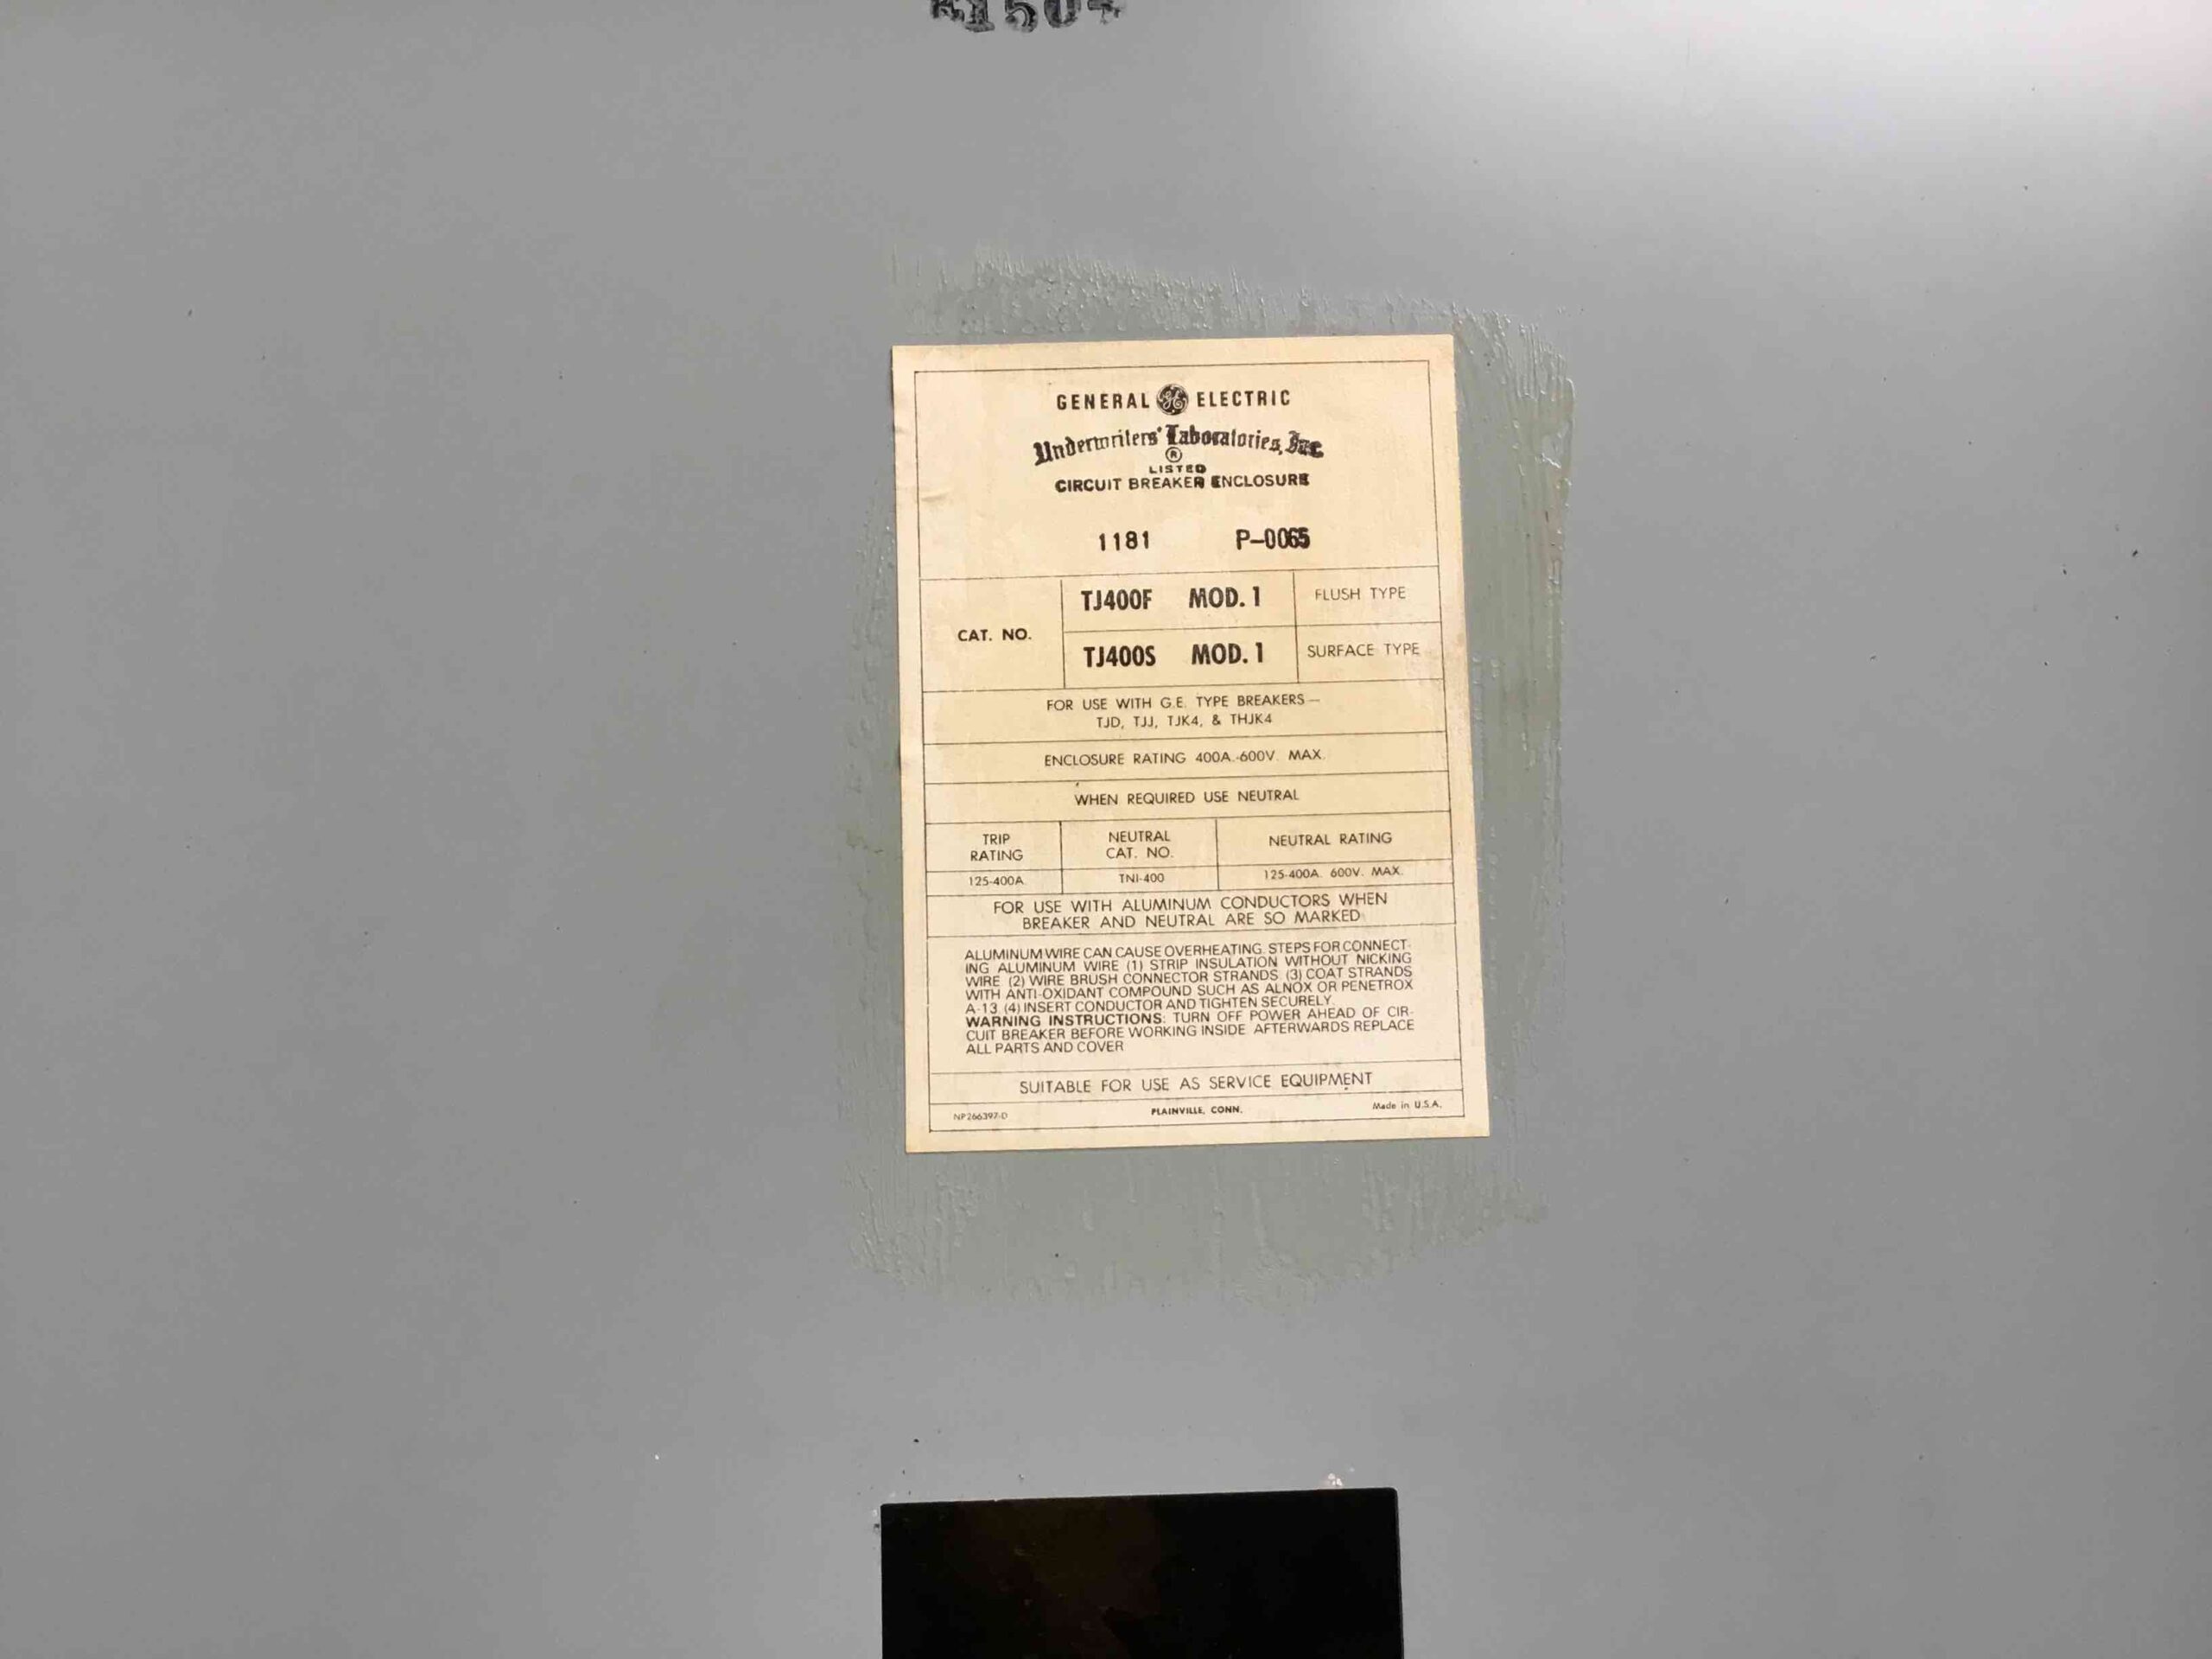 GENERAL GE ELECTRIC
Underwriters' Laboratories, Inc.
®
LISTED
CIRCUIT BREAKER ENCLOSURE
1181 P-0065
CAT. NO.
TJ400F MOD. 1 FLUSH TYPE
TJ400S MOD. 1 SURFACE TYPE
FOR USE WITH G.E. TYPE BREAKERS —
TJD, TJJ, TJK4, & THJK4
ENCLOSURE RATING 400A.-600V. MAX.
WHEN REQUIRED USE NEUTRAL
TRIP RATING NEUTRAL CAT. NO. NEUTRAL RATING
125-400A TNI-400 125-400A. 600V. MAX.
FOR USE WITH ALUMINUM CONDUCTORS WHEN
BREAKER AND NEUTRAL ARE SO MARKED
ALUMINUM WIRE CAN CAUSE OVERHEATING. STEPS FOR CONNECT-
ING ALUMINUM WIRE (1) STRIP INSULATION WITHOUT NICKING
WIRE (2) WIRE BRUSH CONNECTOR STRANDS (3) COAT STRANDS
WITH ANTI-OXIDANT COMPOUND SUCH AS ALNOX OR PENETROX
A-13 (4) INSERT CONDUCTOR AND TIGHTEN SECURELY.
WARNING INSTRUCTIONS: TURN OFF POWER AHEAD OF CIR-
CUIT BREAKER BEFORE WORKING INSIDE. AFTERWARDS REPLACE
ALL PARTS AND COVER
SUITABLE FOR USE AS SERVICE EQUIPMENT
NP266397-D PLAINVILLE, CONN. Made in U.S.A.